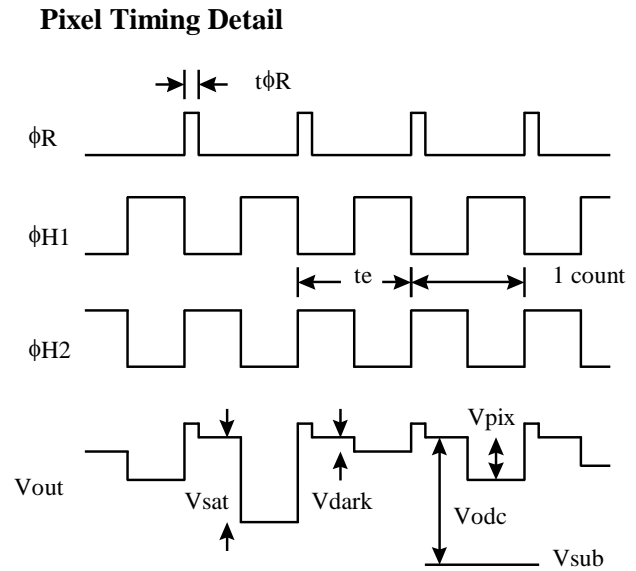 Pixel Timing Detail
tϕR
ϕR
ϕH1
te
1 count
ϕH2
Vpix
Vout
Vsat
Vdark
Vodc
Vsub